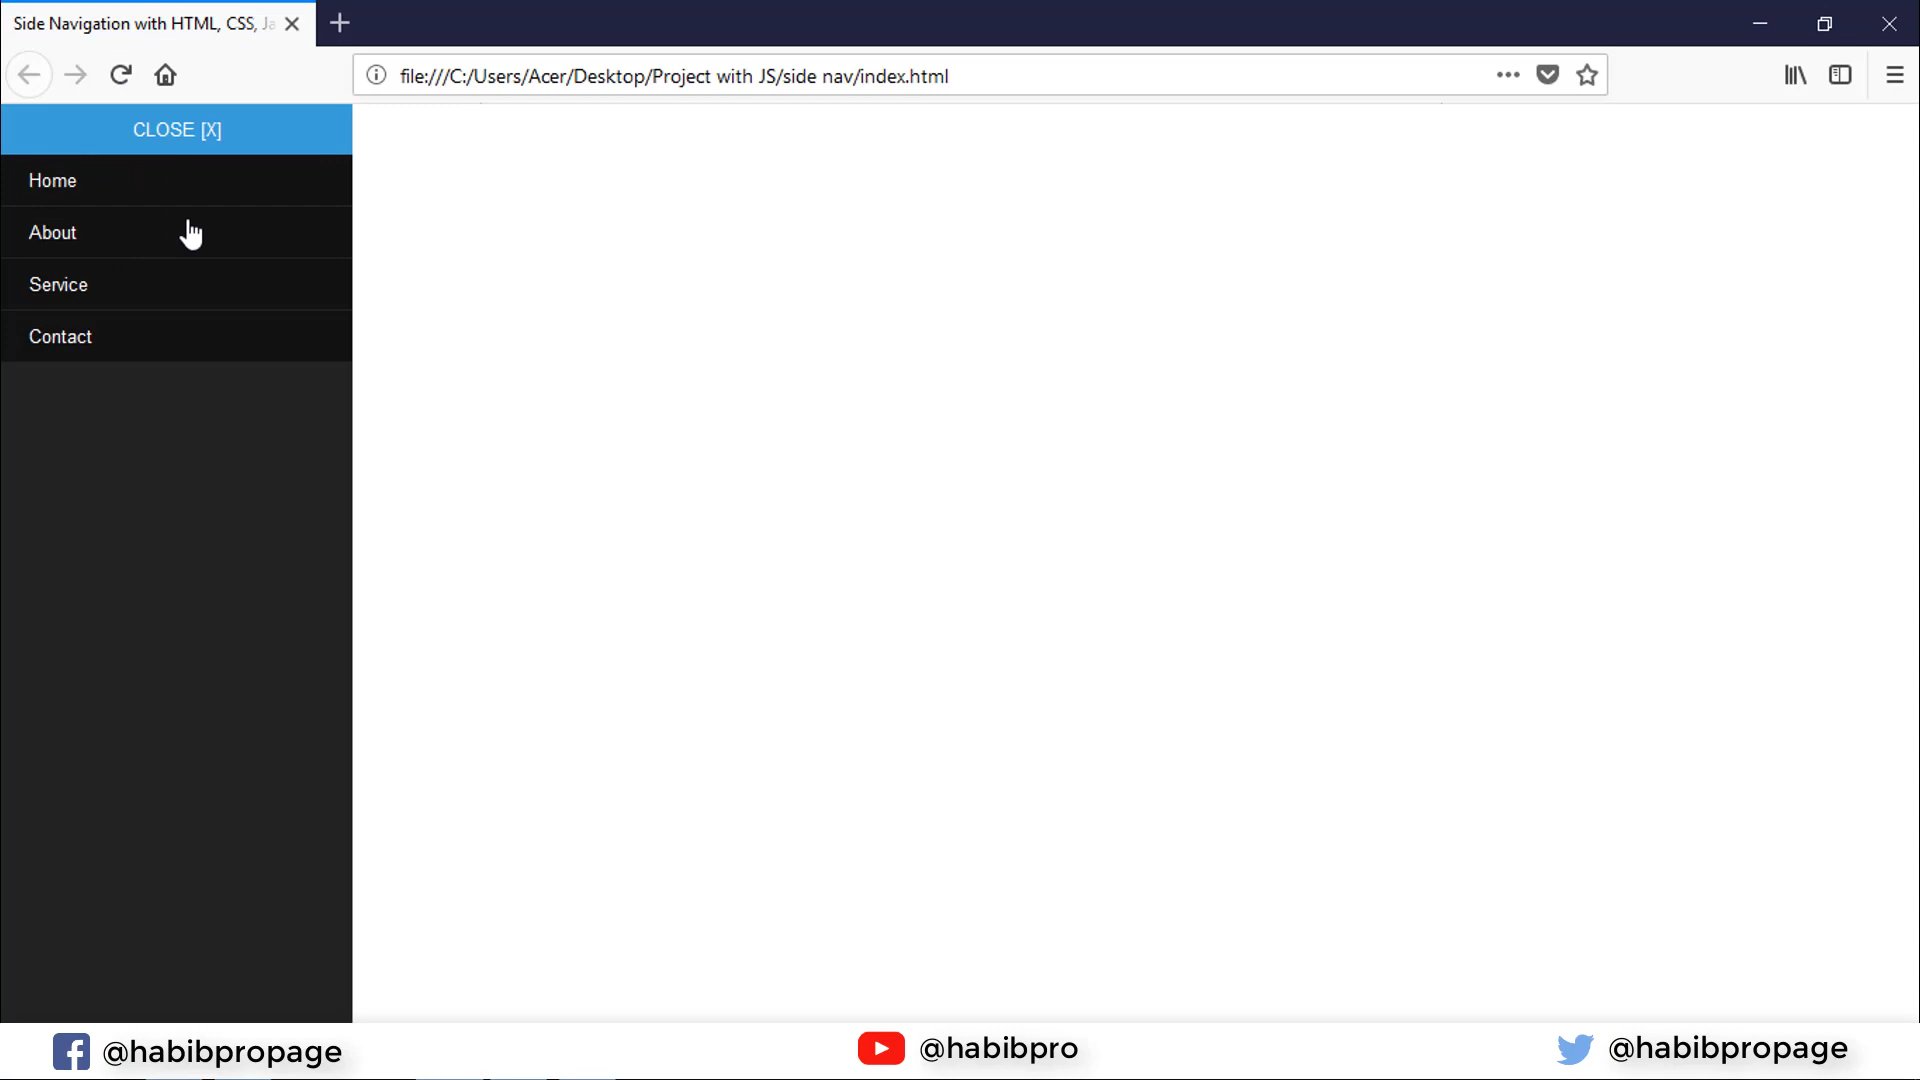 Side Navigation with HTML, CSS, Ja
file:///C:/Users/Acer/Desktop/Project with JS/side nav/index.html
CLOSE [X]
Home
About
Service
Contact
@habibpropage
@habibpro
@habibpropage